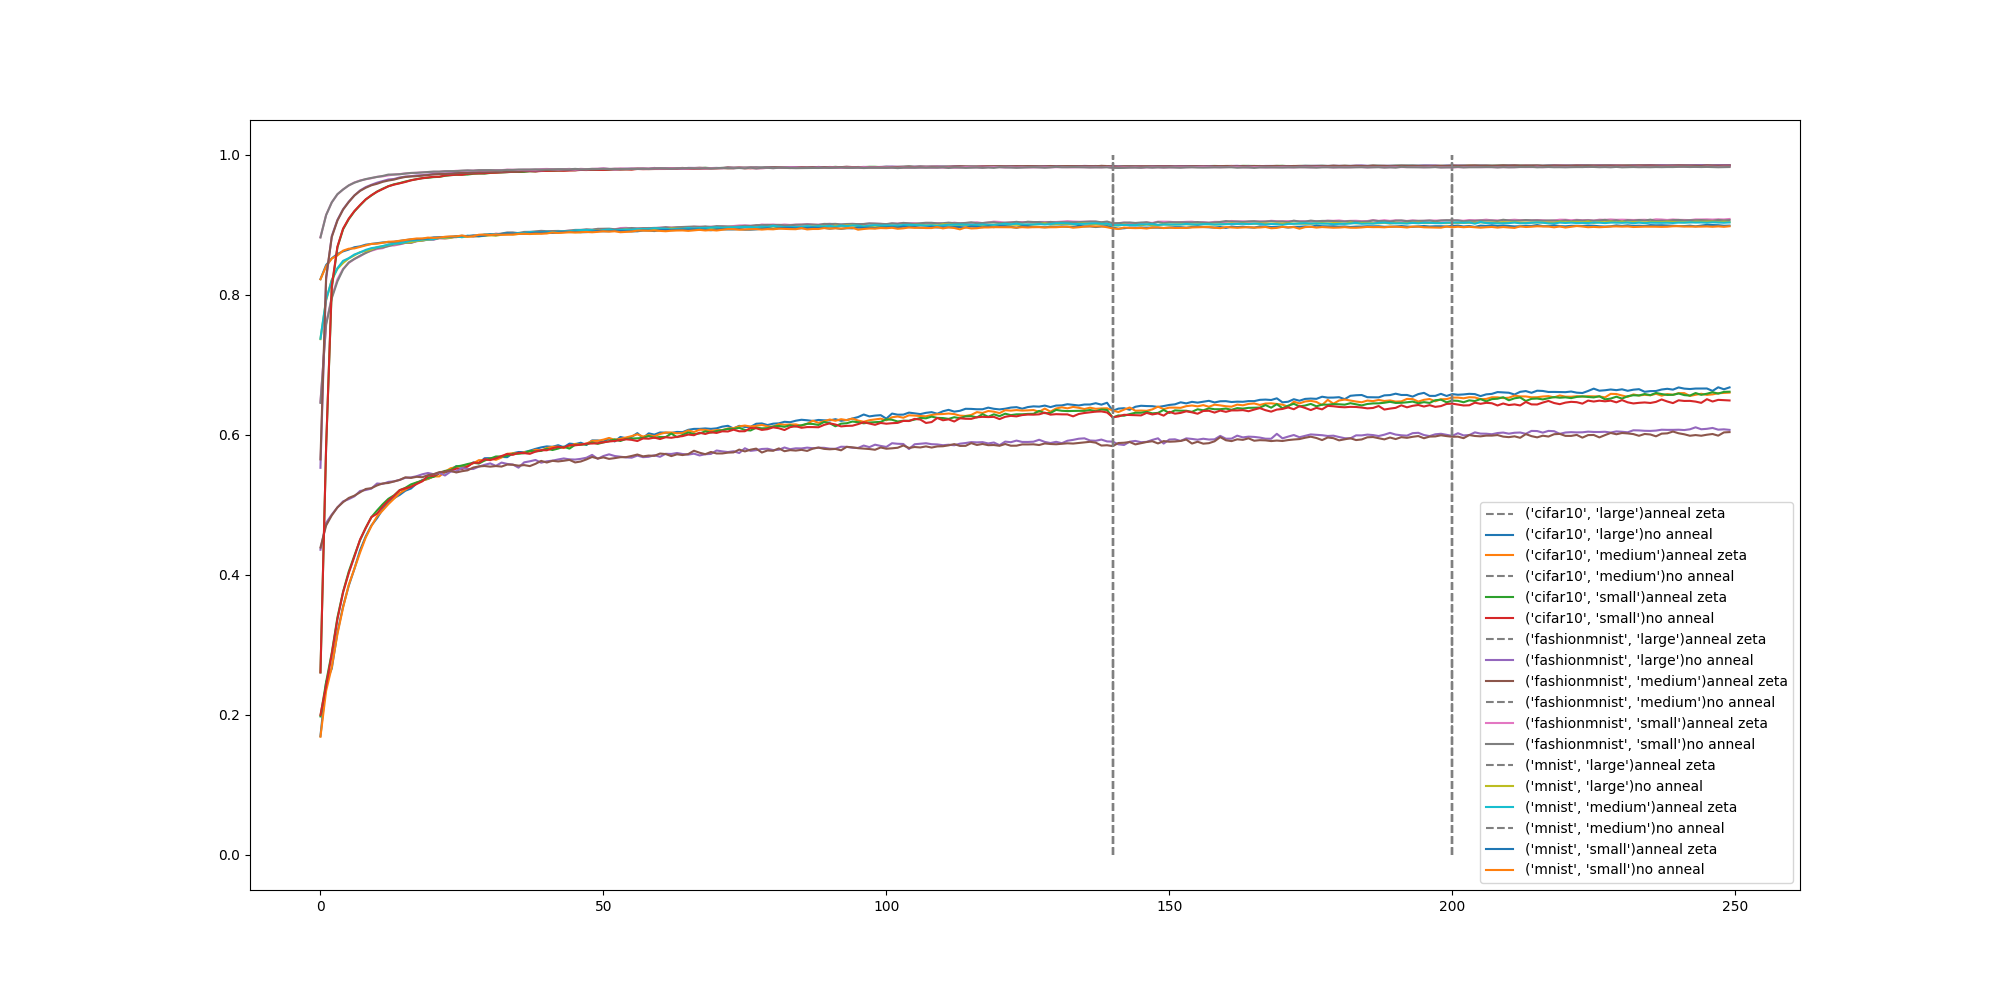 1.0
0.8
0.6
0.4
0.2
0.0
0 50 100 150 200 250
('cifar10', 'large')anneal zeta
('cifar10', 'large')no anneal
('cifar10', 'medium')anneal zeta
('cifar10', 'medium')no anneal
('cifar10', 'small')anneal zeta
('cifar10', 'small')no anneal
('fashionmnist', 'large')anneal zeta
('fashionmnist', 'large')no anneal
('fashionmnist', 'medium')anneal zeta
('fashionmnist', 'medium')no anneal
('fashionmnist', 'small')anneal zeta
('fashionmnist', 'small')no anneal
('mnist', 'large')anneal zeta
('mnist', 'large')no anneal
('mnist', 'medium')anneal zeta
('mnist', 'medium')no anneal
('mnist', 'small')anneal zeta
('mnist', 'small')no anneal